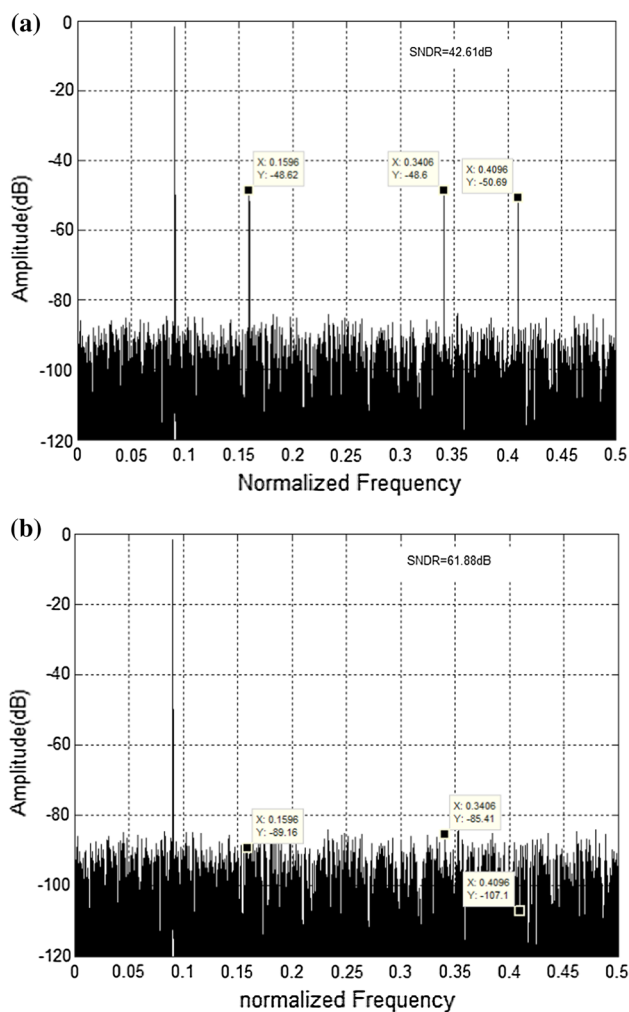 (a)
SNDR=42.61dB
X: 0.1596
Y: -48.62
X: 0.3406
Y: -48.6
X: 0.4096
Y: -50.69
Amplitude(dB)
0
-20
-40
-60
-80
-100
-120
0 0.05 0.1 0.15 0.2 0.25 0.3 0.35 0.4 0.45 0.5
Normalized Frequency
(b)
SNDR=61.88dB
X: 0.1596
Y: -89.16
X: 0.3406
Y: -85.41
X: 0.4096
Y: -107.1
Amplitude(dB)
0
-20
-40
-60
-80
-100
-120
0 0.05 0.1 0.15 0.2 0.25 0.3 0.35 0.4 0.45 0.5
normalized Frequency